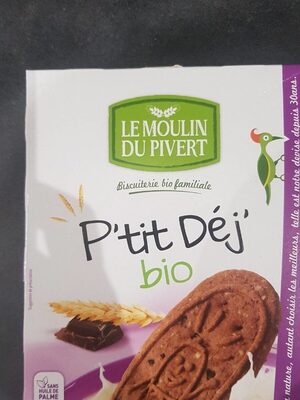 LE MOULIN
DU PIVERT
Biscuiterie bio familiale
P'tit Déj'
bio
SANS
HUILE DE
PALME
nature, autant choisir les meilleurs, telle est notre devise depuis 30ans.